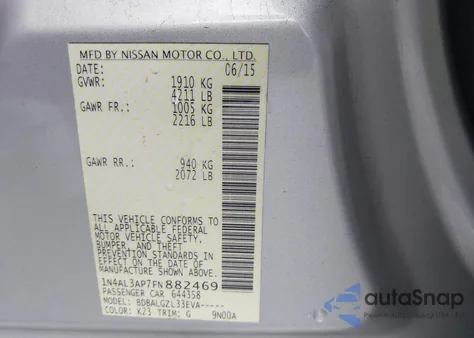 MFD BY NISSAN MOTOR CO., LTD.
DATE: 06/15
GVWR: 1910 KG
4211 LB
GAWR FR.: 1005 KG
2216 LB
GAWR RR.: 940 KG
2072 LB
THIS VEHICLE CONFORMS TO
ALL APPLICABLE FEDERAL
MOTOR VEHICLE SAFETY,
BUMPER, AND THEFT
PREVENTION STANDARDS IN
EFFECT ON THE DATE OF
MANUFACTURE SHOWN ABOVE.
1N4AL3AP7FN882469
PASSENGER CAR 644358
MODEL: BDBALGZL33EVA-----
COLOR: K23 TRIM: G 9N00A
autoSnap